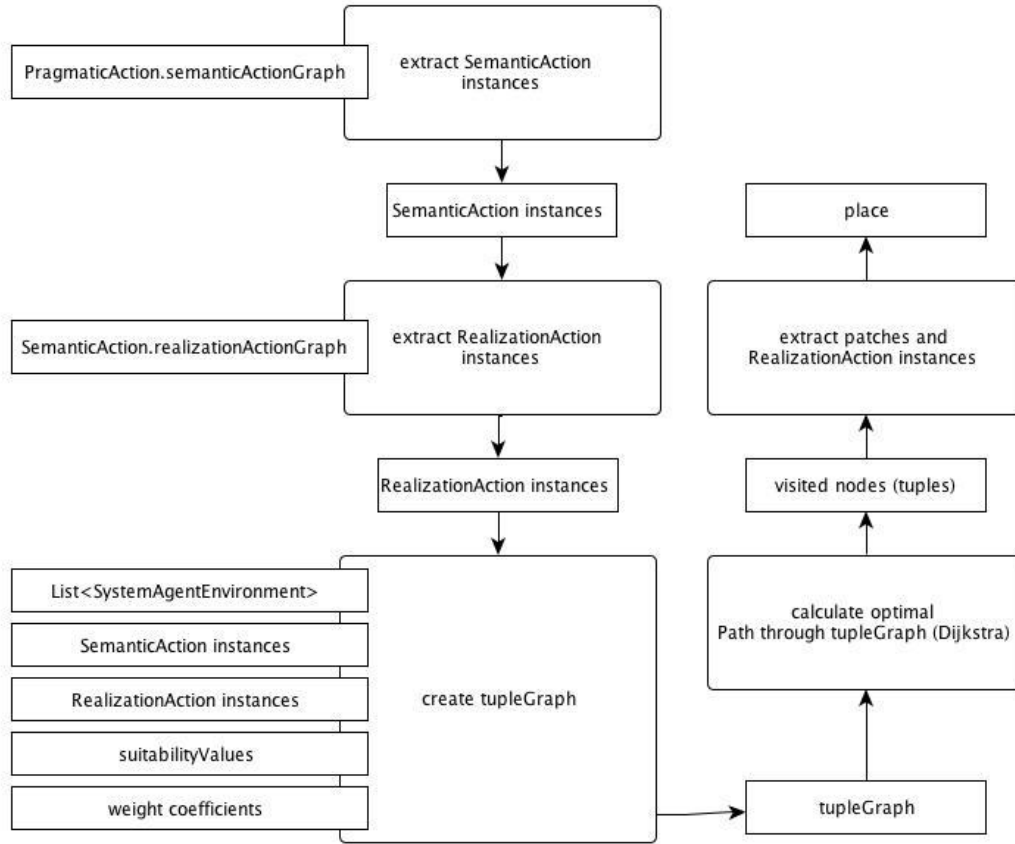 PragmaticAction.semanticActionGraph
extract SemanticAction
instances
SemanticAction instances
SemanticAction.realizationActionGraph
extract RealizationAction
instances
RealizationAction instances
List<SystemAgentEnvironment>
SemanticAction instances
RealizationAction instances
suitabilityValues
weight coefficients
create tupleGraph
tupleGraph
calculate optimal
Path through tupleGraph (Dijkstra)
visited nodes (tuples)
extract patches and
RealizationAction instances
place